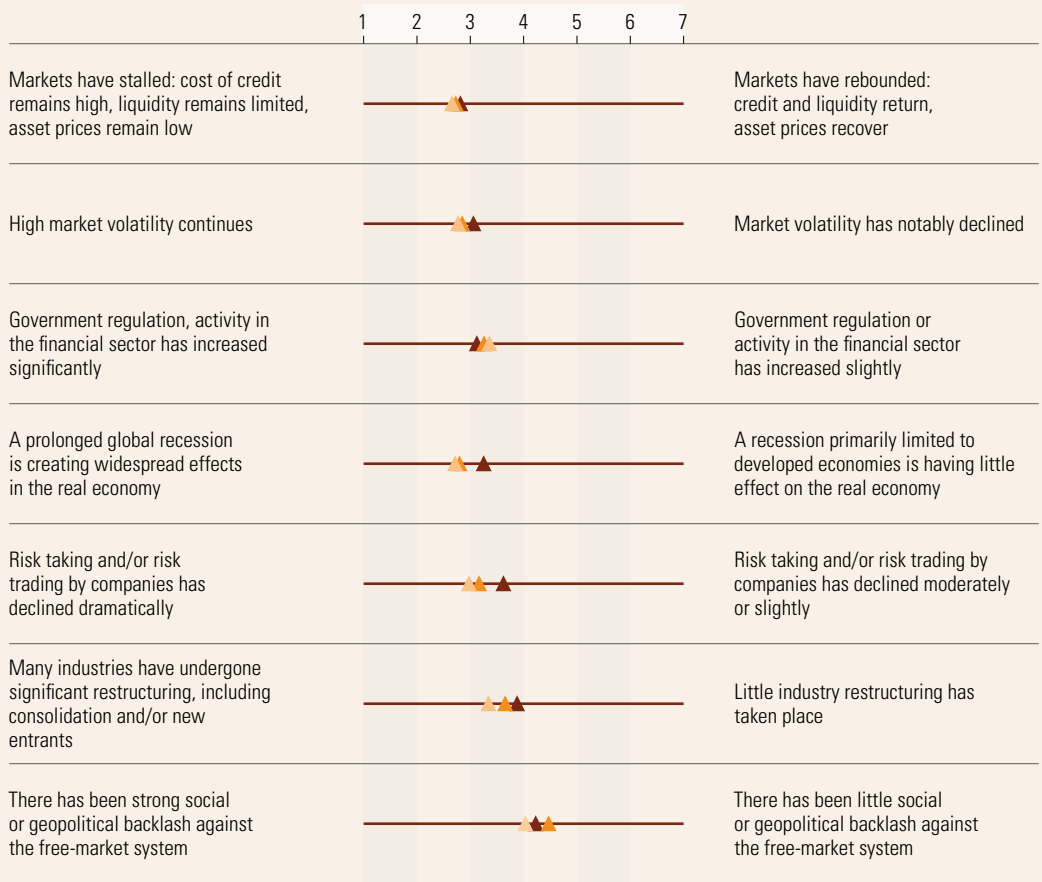 1 2 3 4 5 6 7
Markets have stalled: cost of credit
remains high, liquidity remains limited,
asset prices remain low
Markets have rebounded:
credit and liquidity return,
asset prices recover
High market volatility continues
Market volatility has notably declined
Government regulation, activity in
the financial sector has increased
significantly
Government regulation or
activity in the financial sector
has increased slightly
A prolonged global recession
is creating widespread effects
in the real economy
A recession primarily limited to
developed economies is having little
effect on the real economy
Risk taking and/or risk
trading by companies has
declined dramatically
Risk taking and/or risk trading by
companies has declined moderately
or slightly
Many industries have undergone
significant restructuring, including
consolidation and/or new
entrants
Little industry restructuring has
taken place
There has been strong social
or geopolitical backlash against
the free-market system
There has been little social
or geopolitical backlash against
the free-market system